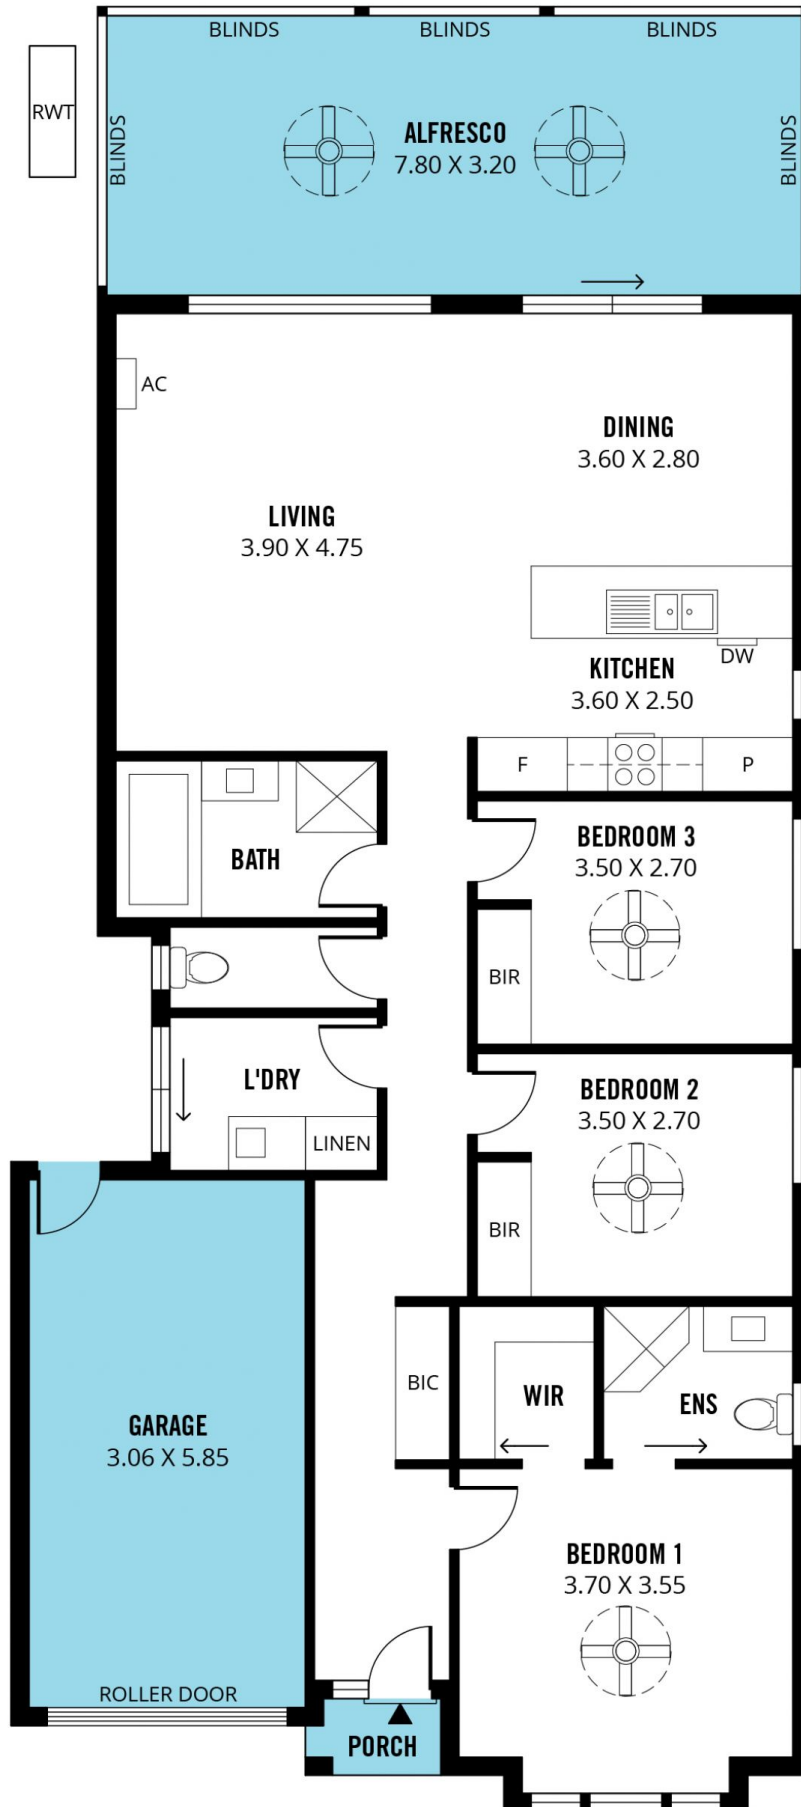 BLINDS
BLINDS
BLINDS
RWT
BLINDS
ALFRESCO
7.80 X 3.20
BLINDS
AC
DINING
3.60 X 2.80
LIVING
3.90 X 4.75
DW
KITCHEN
3.60 X 2.50
F
P
BATH
BEDROOM 3
3.50 X 2.70
BIR
L'DRY
LINEN
BEDROOM 2
3.50 X 2.70
BIR
BIC
WIR
ENS
GARAGE
3.06 X 5.85
BEDROOM 1
3.70 X 3.55
ROLLER DOOR
PORCH